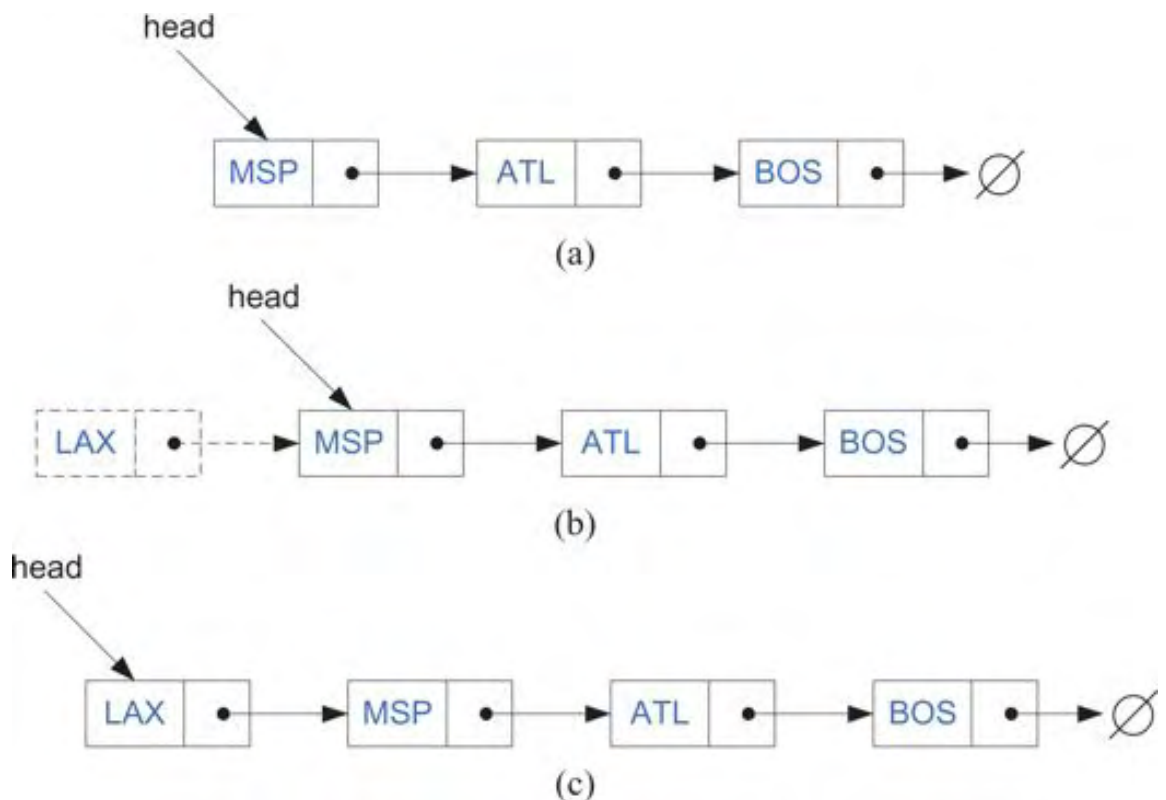 head
MSP ATL BOS
(a)
head
LAX MSP ATL BOS
(b)
head
LAX MSP ATL BOS
(c)